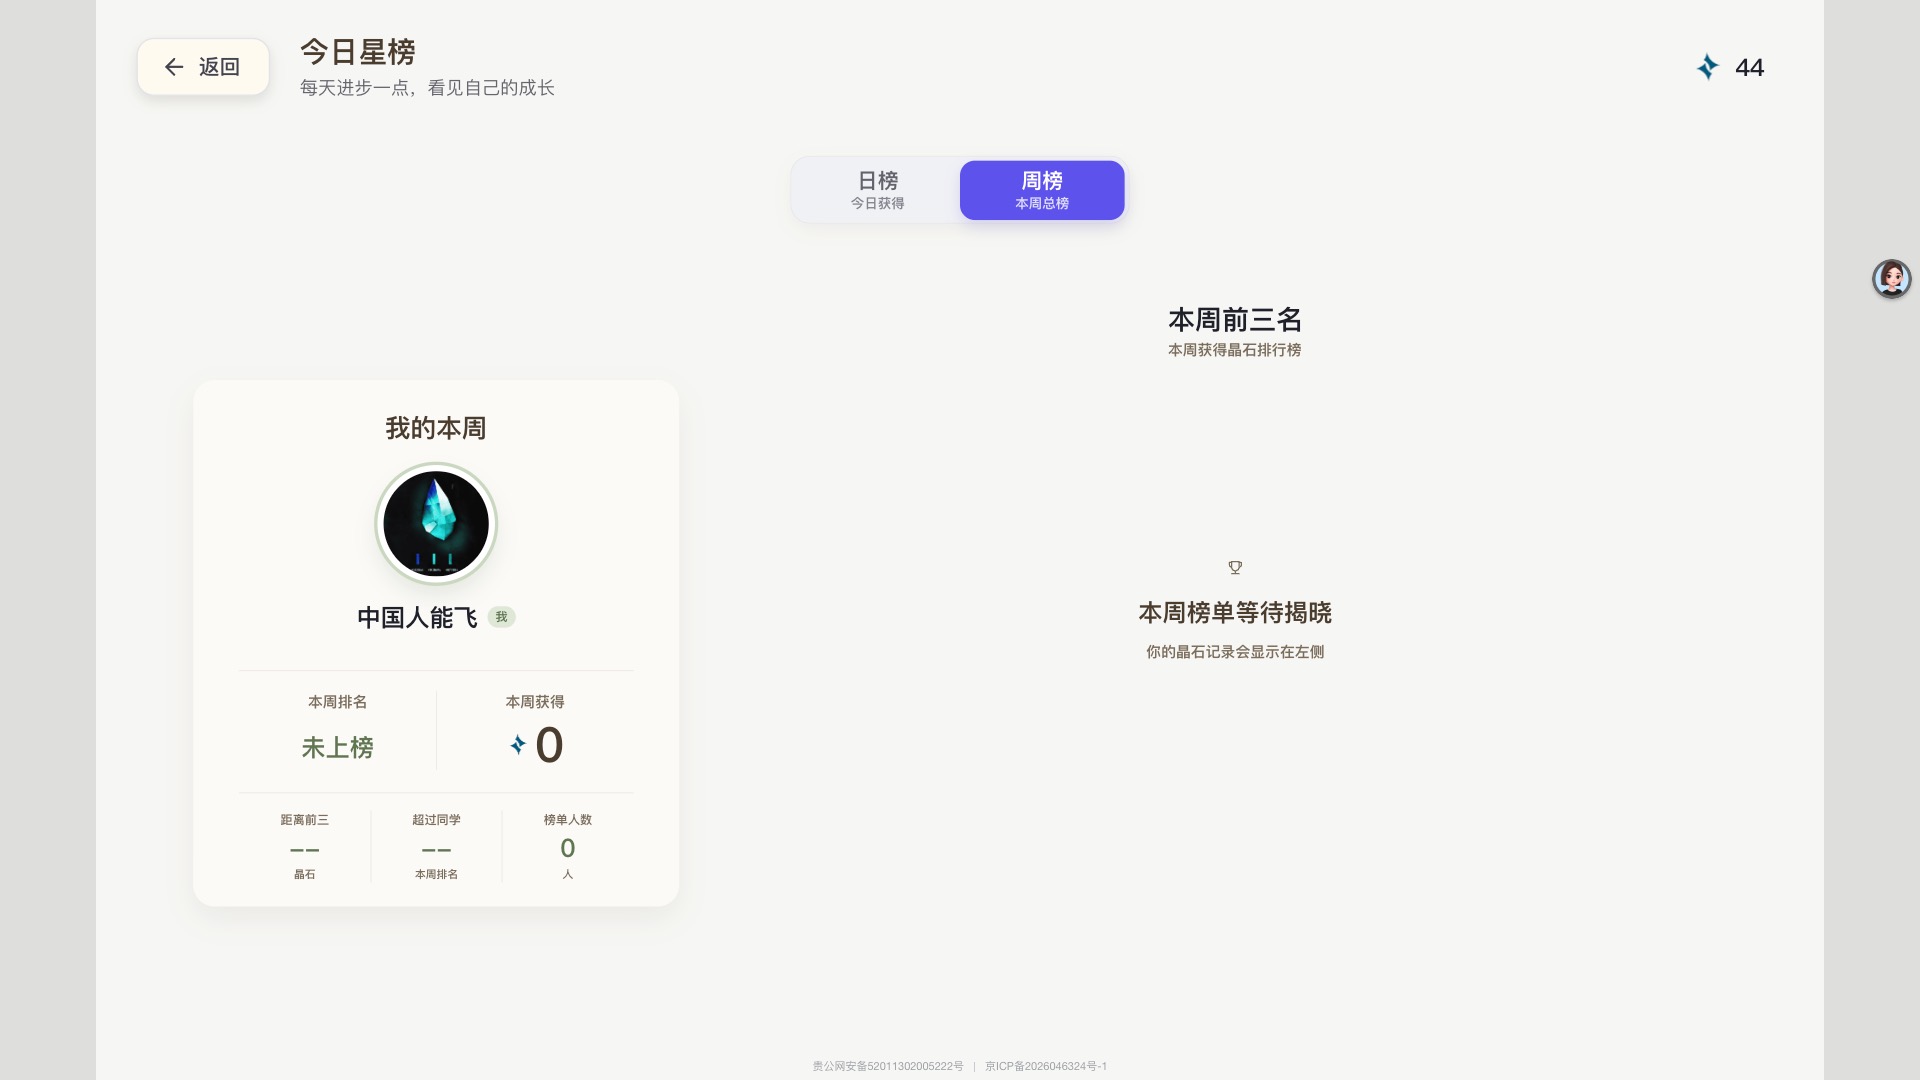 返回
今日星榜
每天进步一点，看见自己的成长
44
日榜
今日获得
周榜
本周总榜
我的本周
中国人能飞
我
本周排名
未上榜
本周获得
0
距离前三
——
晶石
超过同学
——
本周排名
榜单人数
0
人
本周前三名
本周获得晶石排行榜
本周榜单等待揭晓
你的晶石记录会显示在左侧
贵公网安备52011302005222号 | 京ICP备2026046324号-1